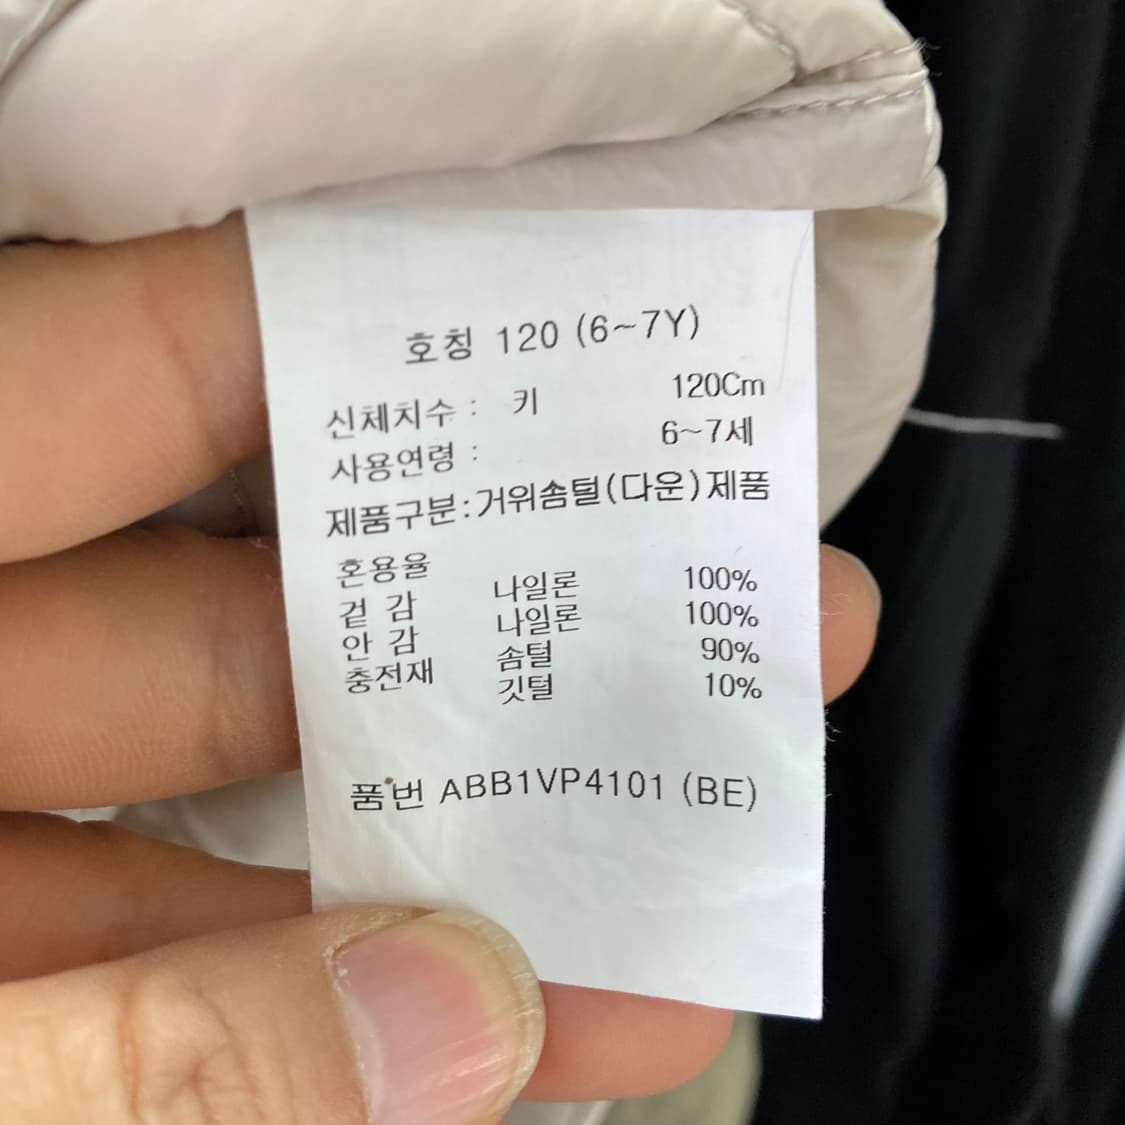 호칭 120 (6~7Y)
신체치수 : 키 120Cm
사용연령 : 6~7세
제품구분:거위솜털(다운)제품
혼용율
겉 감 나일론 100%
안 감 나일론 100%
충전재 솜털 90%
깃털 10%
품번 ABB1VP4101 (BE)